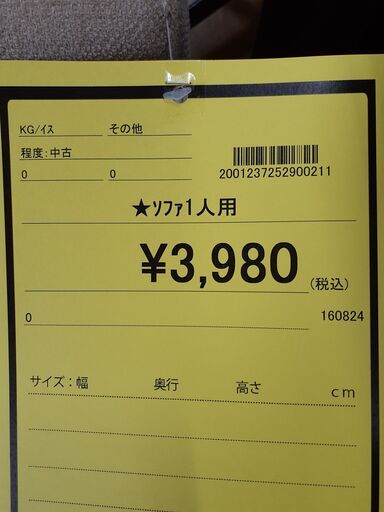 KG/ｲｽ その他
程度:中古
0 0
2001237252900211
★ｿﾌｧ1人用
¥3,980 (税込)
0 160824
サイズ：幅 奥行 高さ ｃｍ